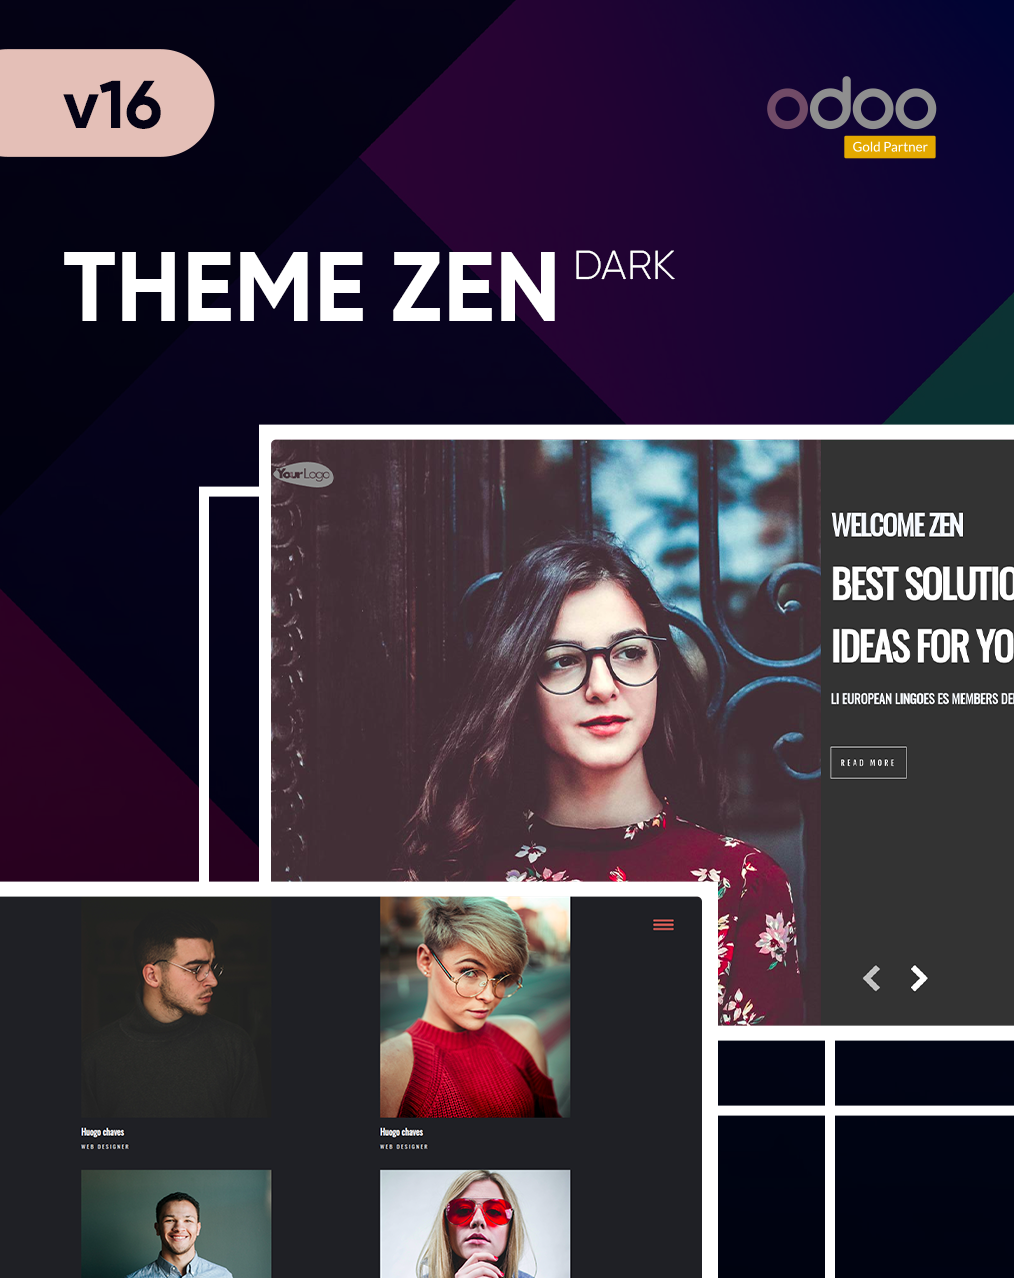 v16
odoo
Gold Partner
THEME ZEN DARK
YourLogo
WELCOME ZEN
BEST SOLUTIO
IDEAS FOR YO
LI EUROPEAN LINGOES ES MEMBERS DE
READ MORE
Huogo chaves
WEB DESIGNER
Huogo chaves
WEB DESIGNER